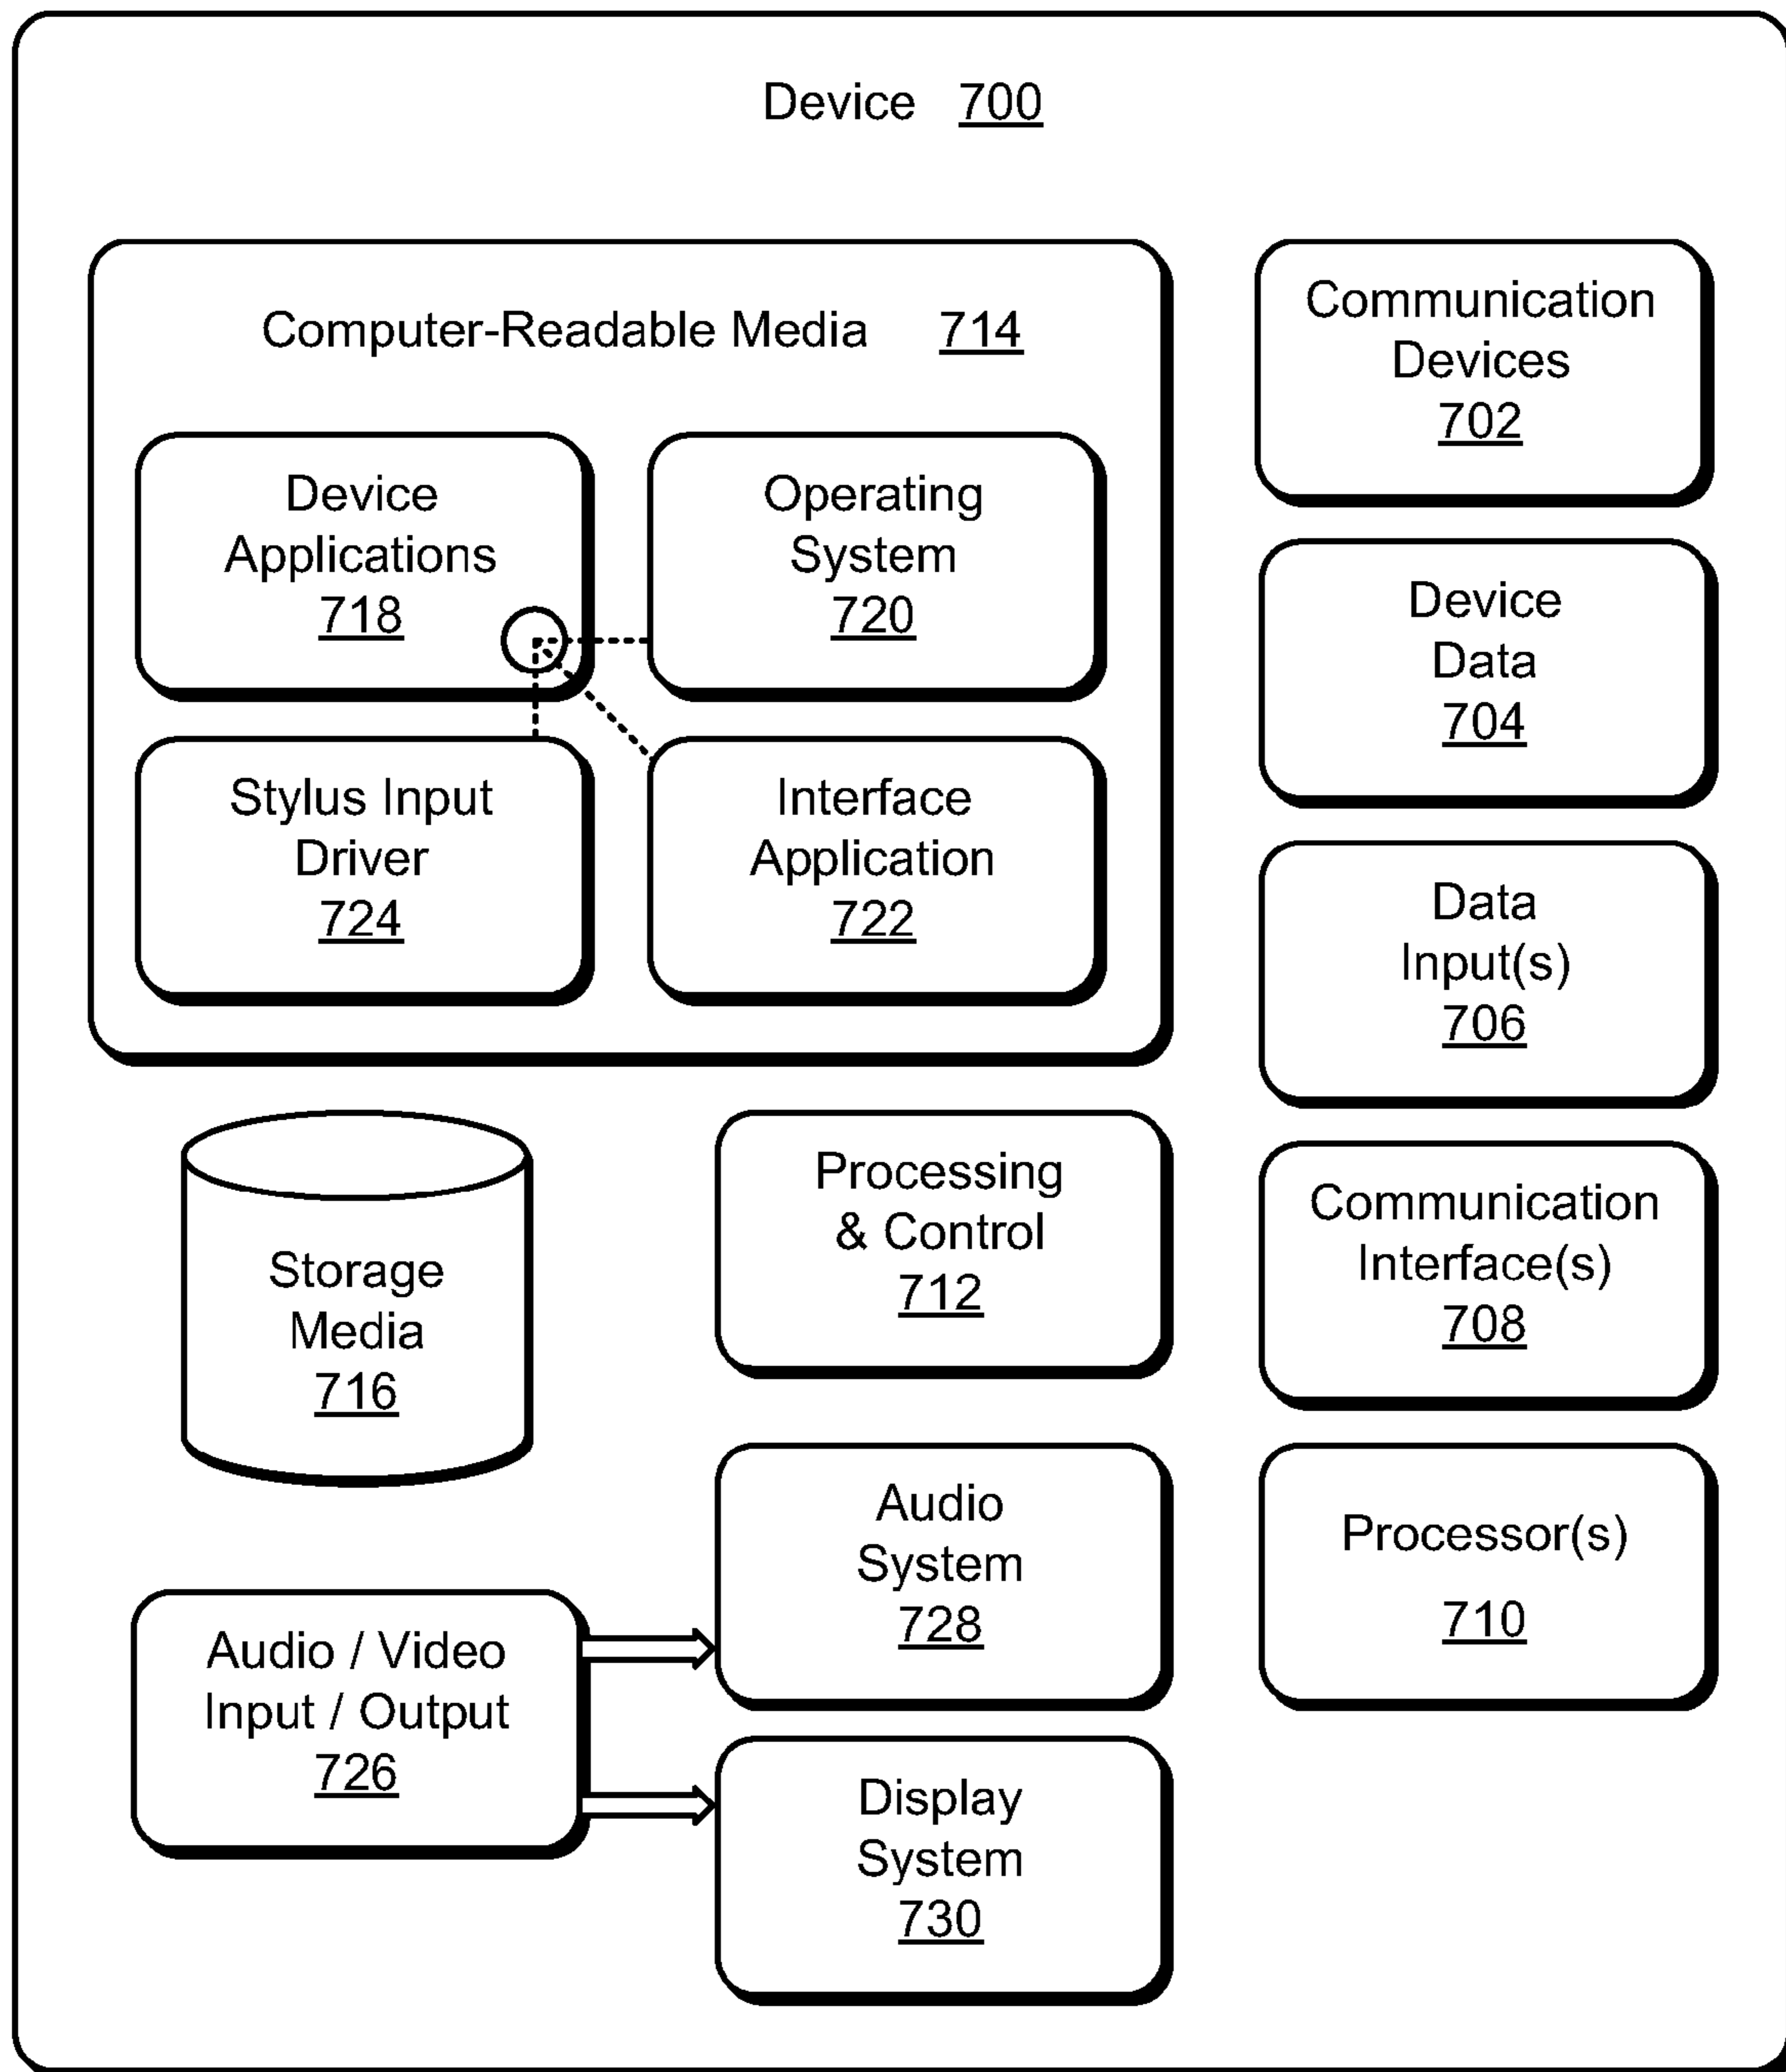 Device 700
Computer-Readable Media 714
Device
Applications
718
Operating
System
720
Stylus Input
Driver
724
Interface
Application
722
Communication
Devices
702
Device
Data
704
Data
Input(s)
706
Communication
Interface(s)
708
Processor(s)
710
Storage
Media
716
Processing
& Control
712
Audio / Video
Input / Output
726
Audio
System
728
Display
System
730